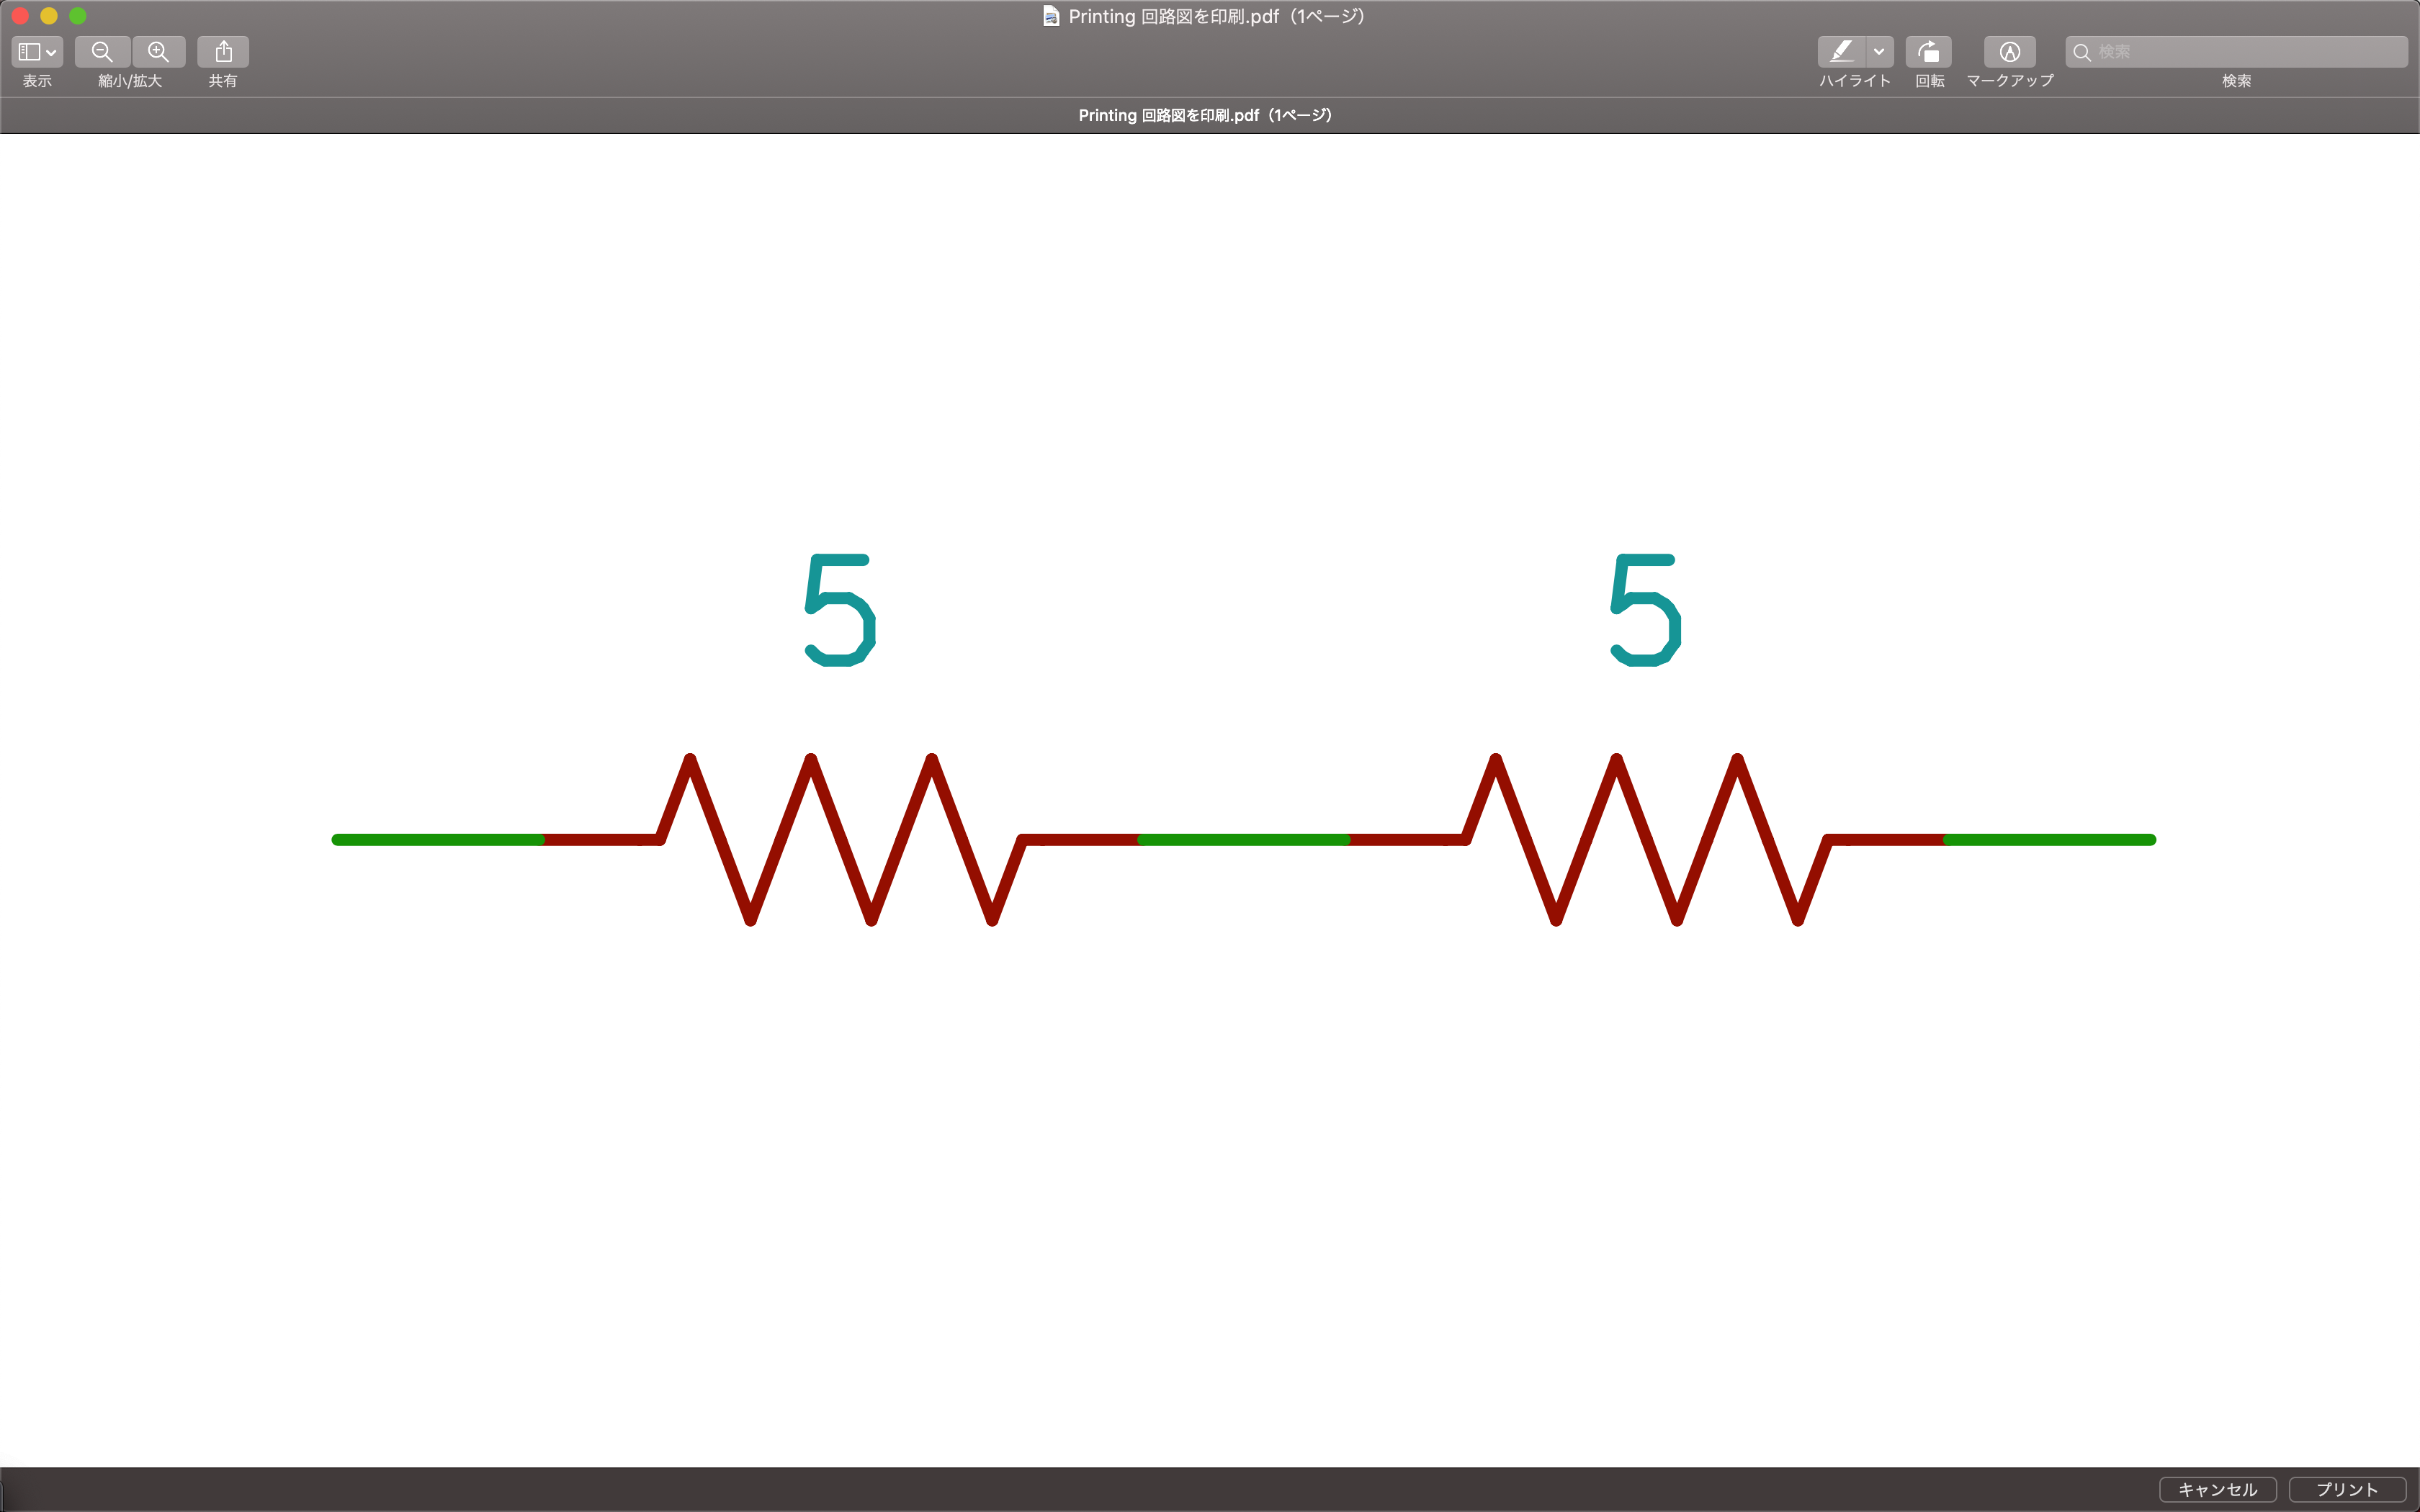 Printing 回路図を印刷.pdf（1ページ）
表示 縮小/拡大 共有 ハイライト 回転 マークアップ 検索 検索
Printing 回路図を印刷.pdf（1ページ）
5 5
キャンセル プリント